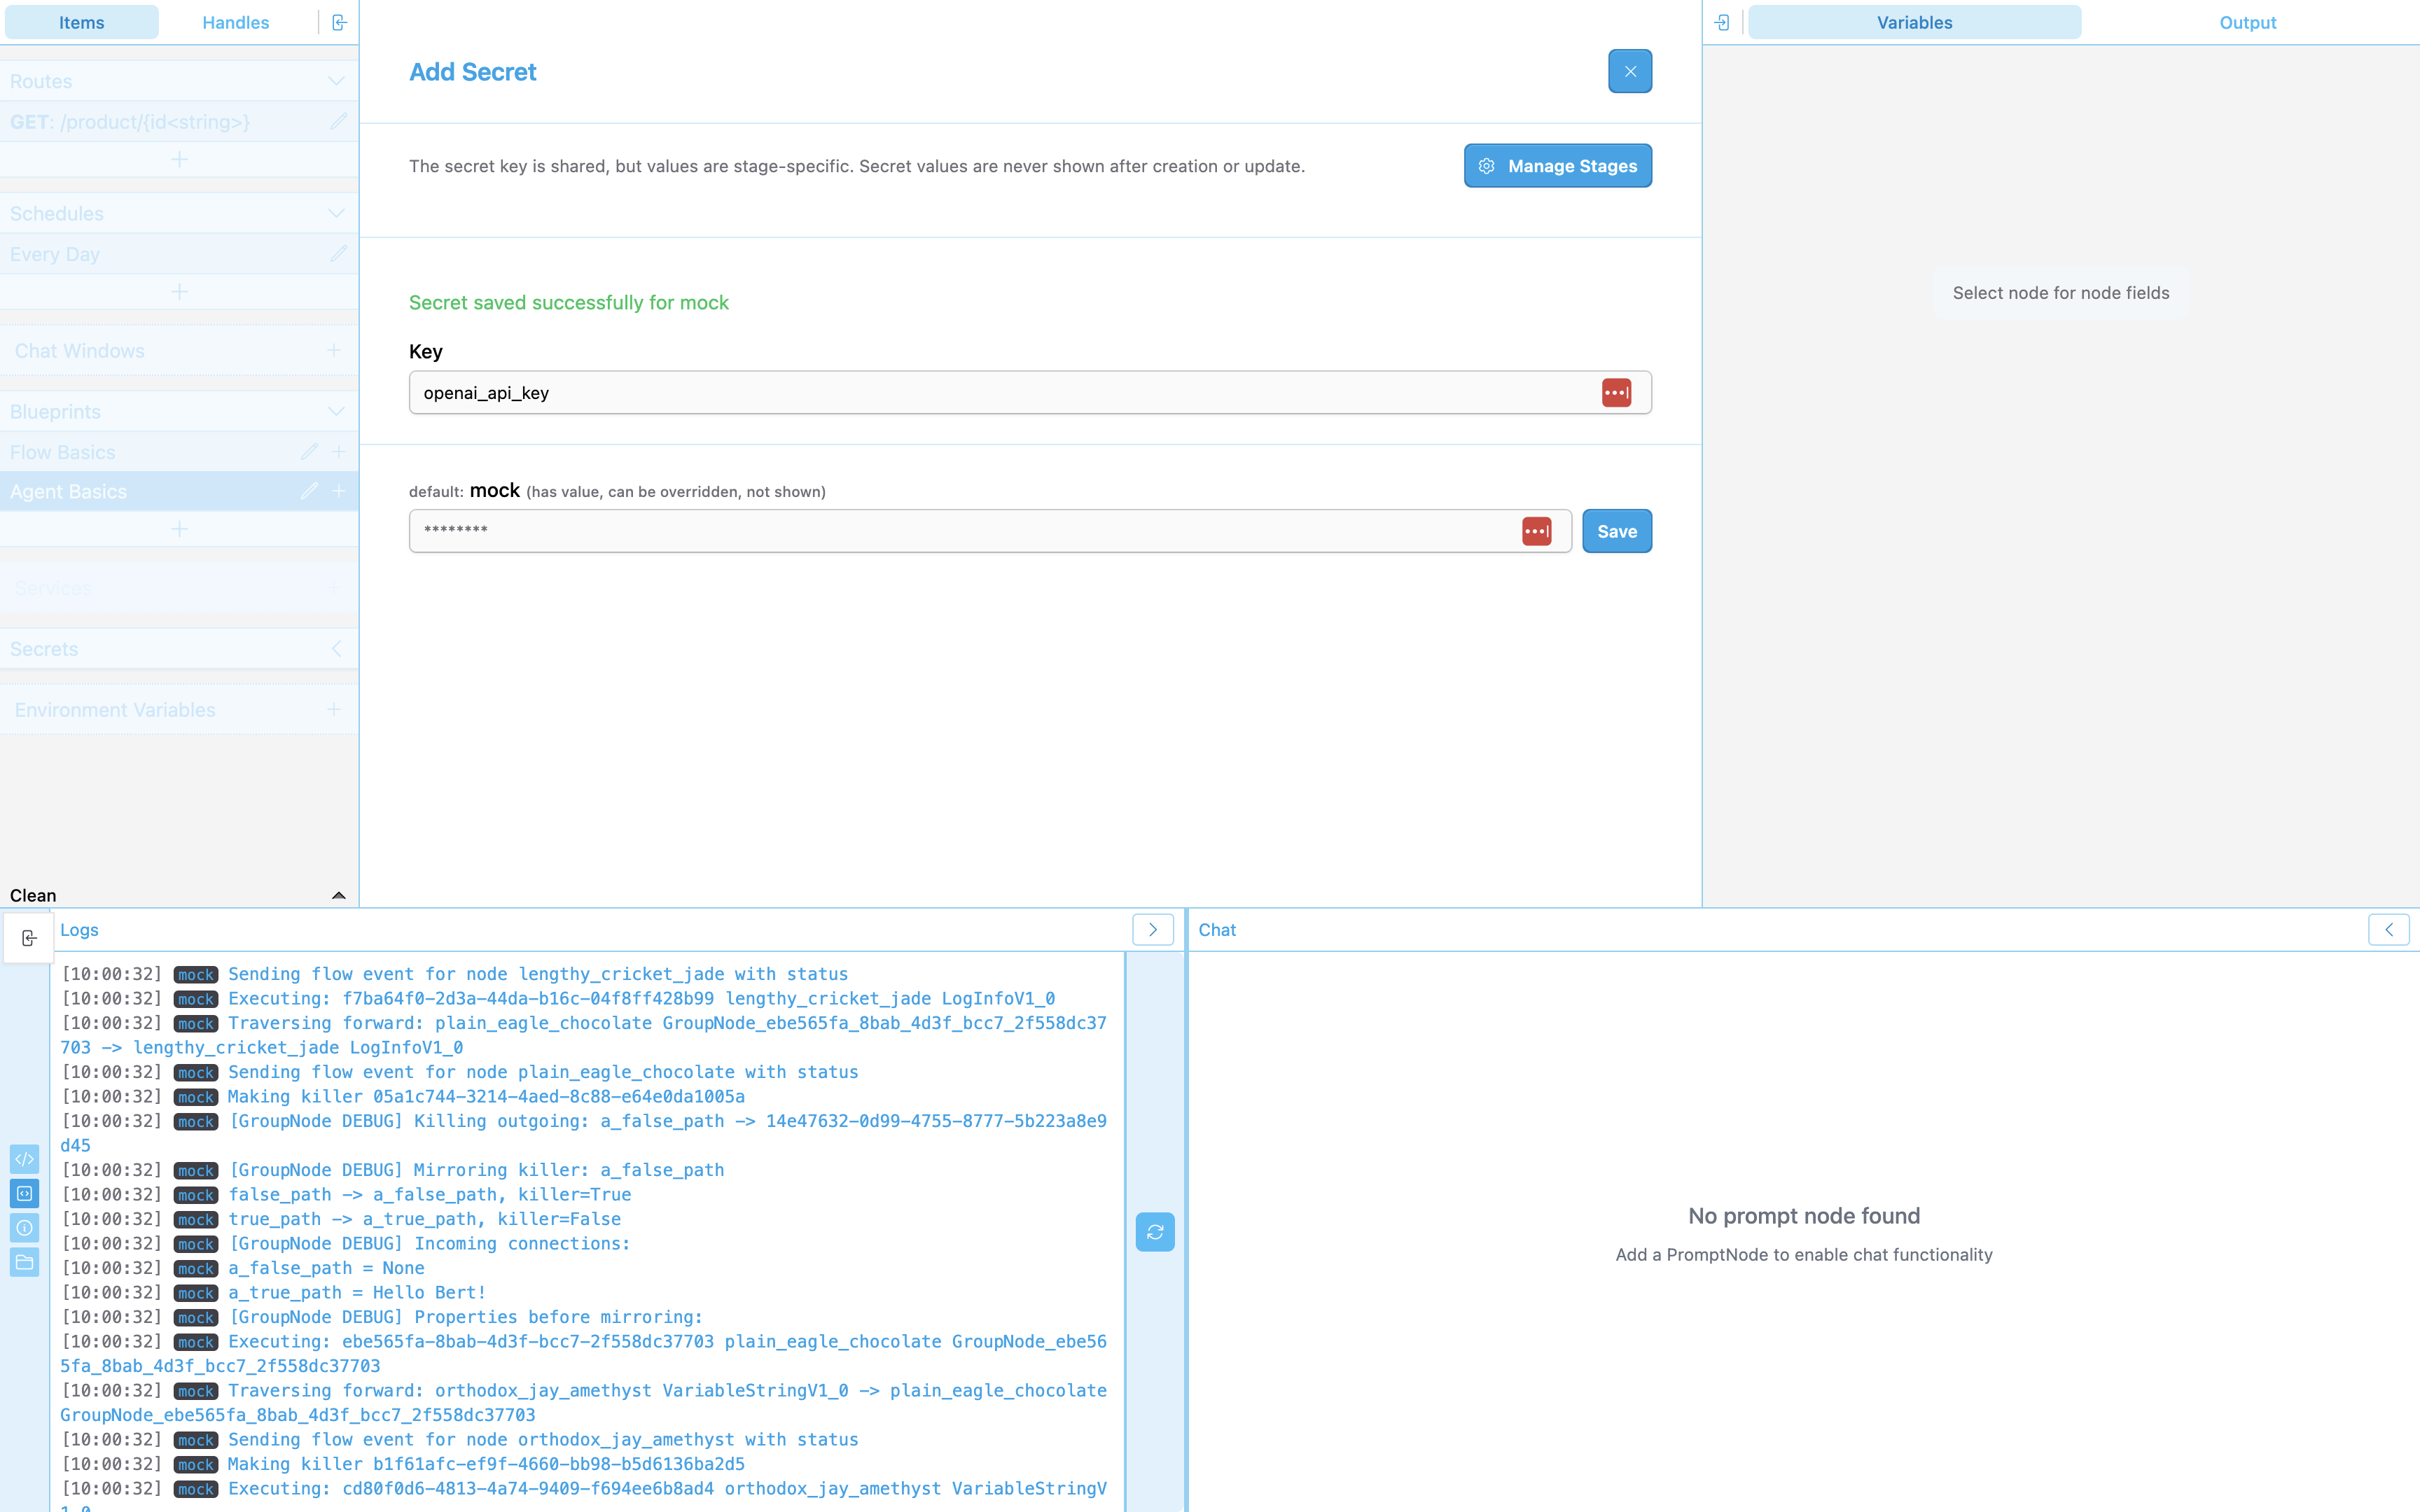 Items
Handles
Routes
GET: /product/{id<string>}
Schedules
Every Day
Chat Windows
Blueprints
Flow Basics
Agent Basics
Services
Secrets
Environment Variables
Clean
Add Secret
The secret key is shared, but values are stage-specific. Secret values are never shown after creation or update.
Manage Stages
Secret saved successfully for mock
Key
openai_api_key
default: mock (has value, can be overridden, not shown)
********
Save
Variables
Output
Select node for node fields
Logs
[10:00:32] mock Sending flow event for node lengthy_cricket_jade with status
[10:00:32] mock Executing: f7ba64f0-2d3a-44da-b16c-04f8ff428b99 lengthy_cricket_jade LogInfoV1_0
[10:00:32] mock Traversing forward: plain_eagle_chocolate GroupNode_ebe565fa_8bab_4d3f_bcc7_2f558dc37
703 -> lengthy_cricket_jade LogInfoV1_0
[10:00:32] mock Sending flow event for node plain_eagle_chocolate with status
[10:00:32] mock Making killer 05a1c744-3214-4aed-8c88-e64e0da1005a
[10:00:32] mock [GroupNode DEBUG] Killing outgoing: a_false_path -> 14e47632-0d99-4755-8777-5b223a8e9
d45
[10:00:32] mock [GroupNode DEBUG] Mirroring killer: a_false_path
[10:00:32] mock false_path -> a_false_path, killer=True
[10:00:32] mock true_path -> a_true_path, killer=False
[10:00:32] mock [GroupNode DEBUG] Incoming connections:
[10:00:32] mock a_false_path = None
[10:00:32] mock a_true_path = Hello Bert!
[10:00:32] mock [GroupNode DEBUG] Properties before mirroring:
[10:00:32] mock Executing: ebe565fa-8bab-4d3f-bcc7-2f558dc37703 plain_eagle_chocolate GroupNode_ebe56
5fa_8bab_4d3f_bcc7_2f558dc37703
[10:00:32] mock Traversing forward: orthodox_jay_amethyst VariableStringV1_0 -> plain_eagle_chocolate
GroupNode_ebe565fa_8bab_4d3f_bcc7_2f558dc37703
[10:00:32] mock Sending flow event for node orthodox_jay_amethyst with status
[10:00:32] mock Making killer b1f61afc-ef9f-4660-bb98-b5d6136ba2d5
[10:00:32] mock Executing: cd80f0d6-4813-4a74-9409-f694ee6b8ad4 orthodox_jay_amethyst VariableStringV
1_0
Chat
No prompt node found
Add a PromptNode to enable chat functionality